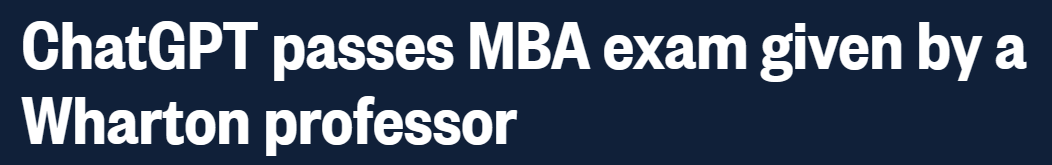 ChatGPT passes MBA exam given by a
Wharton professor